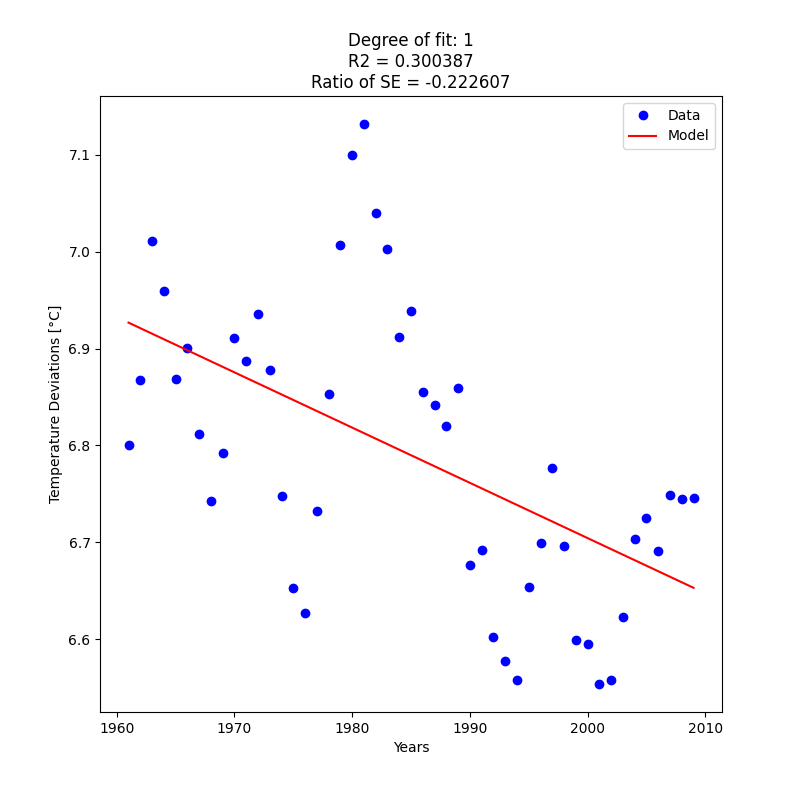 Degree of fit: 1
R2 = 0.300387
Ratio of SE = -0.222607
Data
Model
7.1
7.0
6.9
6.8
6.7
6.6
Temperature Deviations [°C]
1960 1970 1980 1990 2000 2010
Years